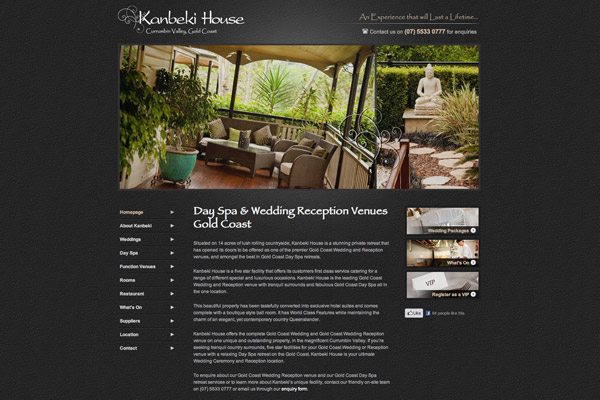 Kanbeki House
Currumbin Valley, Gold Coast
An Experience that will Last a Lifetime...
Contact us on (07) 5533 0777 for enquiries
Homepage
About Kanbeki
Weddings
Day Spa
Function Venues
Rooms
Restaurant
What's On
Suppliers
Location
Contact
Day Spa & Wedding Reception Venues
Gold Coast
Situated on 14 acres of lush rolling countryside, Kanbeki House is a stunning private retreat that
has opened its doors to be offered as one of the premier Gold Coast Wedding and Reception
venues, and amongst the best in Gold Coast Day Spa retreats.
Kanbeki House is a five star facility that offers its customers first class service catering for a
range of different special and luxurious occasions. Kanbeki House is the leading Gold Coast
Wedding and Reception venue with tranquil surrounds and fabulous Gold Coast Day Spa all in
the one location.
This beautiful property has been tastefully converted into exclusive hotel suites and comes
complete with a boutique style ball room. It has World Class Features while maintaining the
charm of an elegant, yet contemporary country Queenslander.
Kanbeki House offers the complete Gold Coast Wedding and Gold Coast Wedding Reception
venue on one unique and outstanding property, in the magnificent Currumbin Valley. If you're
seeking tranquil country surrounds, five star facilities for your Gold Coast Wedding or Reception
venue with a relaxing Day Spa retreat on the Gold Coast, Kanbeki House is your ultimate
Wedding Ceremony and Reception location.
To enquire about our Gold Coast Wedding Reception venue and our Gold Coast Day Spa
retreat services or to learn more about Kanbeki's unique facility, contact our friendly on-site team
on (07) 5533 0777 or email us through our enquiry form.
Wedding Packages
What's On
VIP
Register as a VIP
Like
people like this.